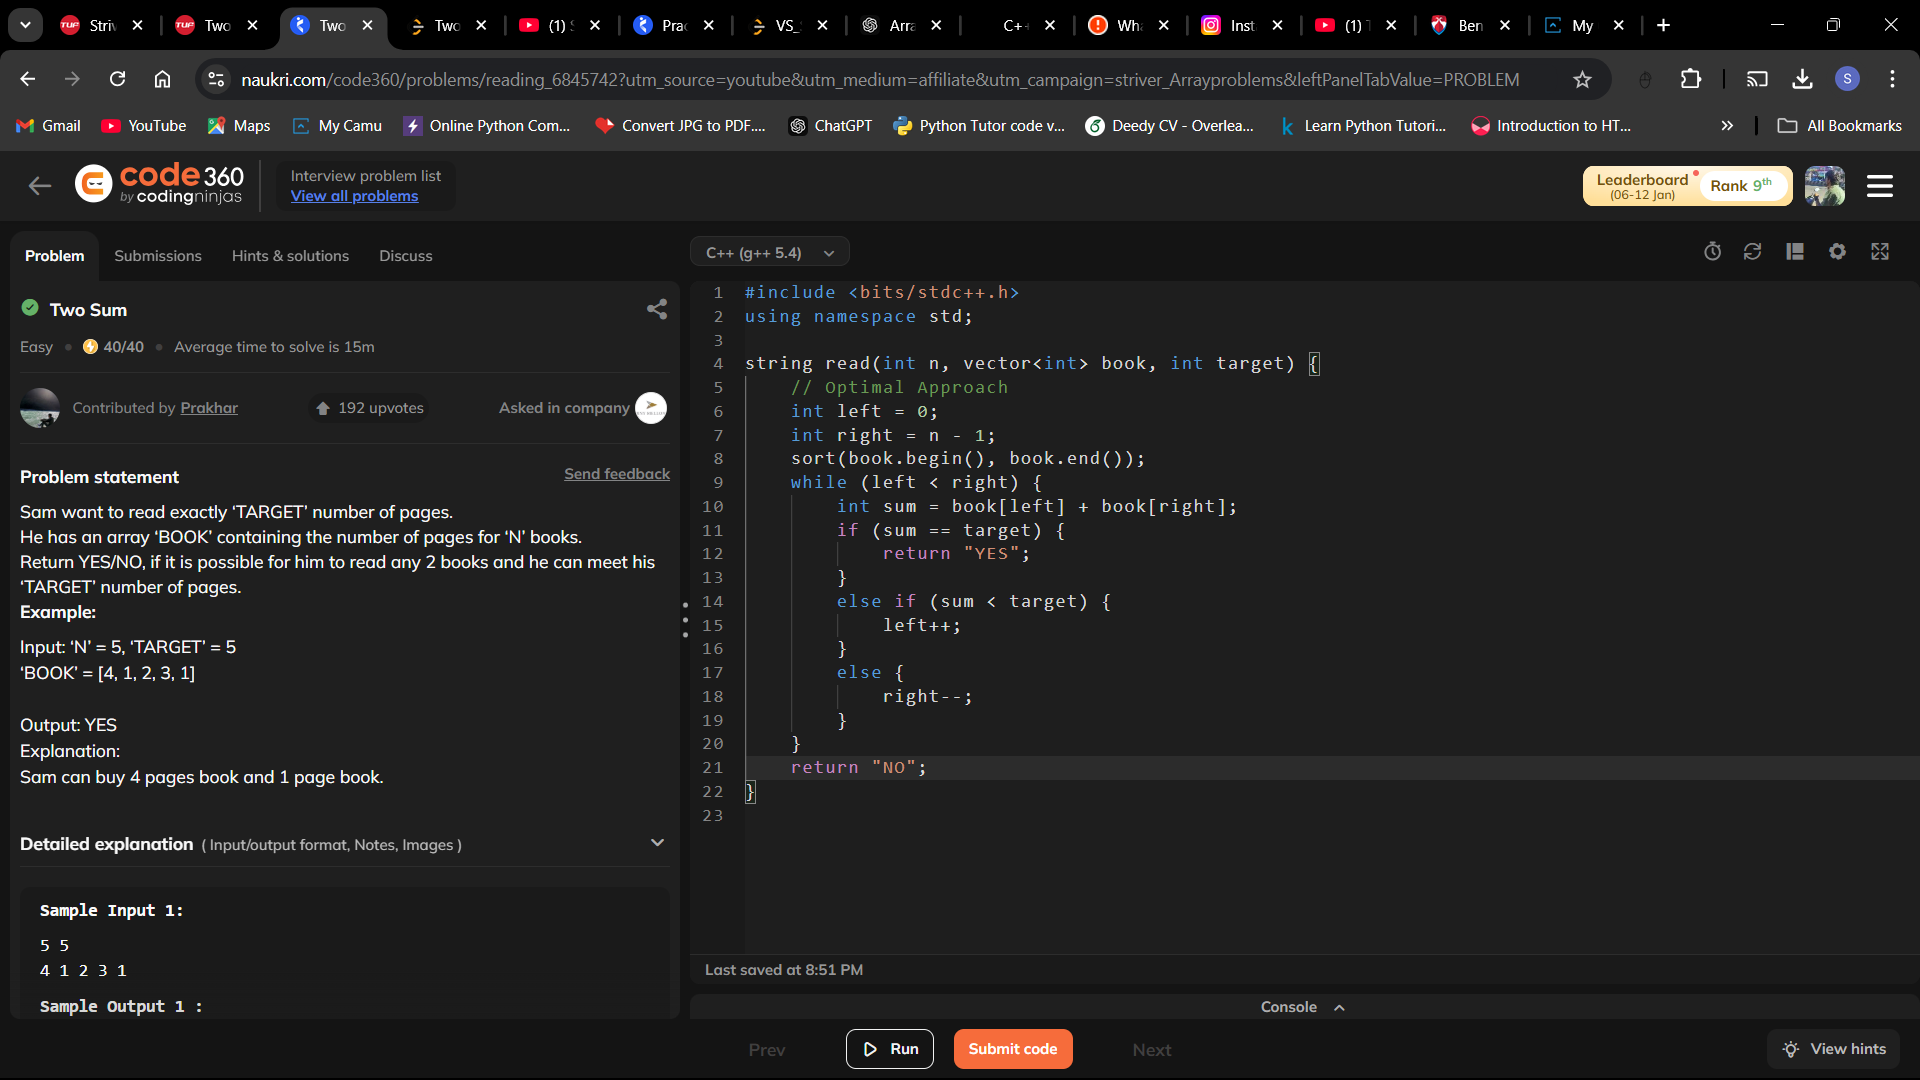 Striv
Two
Two
Two
(1) S
Prac
VS_
Arra
C++
Wha
Inst
(1) T
Ben
My
naukri.com/code360/problems/reading_6845742?utm_source=youtube&utm_medium=affiliate&utm_campaign=striver_Arrayproblems&leftPanelTabValue=PROBLEM
S
Gmail
YouTube
Maps
My Camu
Online Python Com...
Convert JPG to PDF....
ChatGPT
Python Tutor code v...
Deedy CV - Overlea...
Learn Python Tutori...
Introduction to HT...
All Bookmarks
code 360
by codingninjas
Interview problem list
View all problems
Leaderboard
(06-12 Jan)
Rank 9th
Problem
Submissions
Hints & solutions
Discuss
Two Sum
Easy • 40/40 • Average time to solve is 15m
Contributed by Prakhar
192 upvotes
Asked in company
Problem statement
Send feedback
Sam want to read exactly ‘TARGET’ number of pages.
He has an array ‘BOOK’ containing the number of pages for ‘N’ books.
Return YES/NO, if it is possible for him to read any 2 books and he can meet his
‘TARGET’ number of pages.
Example:
Input: ‘N’ = 5, ‘TARGET’ = 5
‘BOOK’ = [4, 1, 2, 3, 1]
Output: YES
Explanation:
Sam can buy 4 pages book and 1 page book.
Detailed explanation ( Input/output format, Notes, Images )
Sample Input 1:
5 5
4 1 2 3 1
Sample Output 1 :
C++ (g++ 5.4)
1 #include <bits/stdc++.h>
2 using namespace std;
3
4 string read(int n, vector<int> book, int target) {
5 // Optimal Approach
6 int left = 0;
7 int right = n - 1;
8 sort(book.begin(), book.end());
9 while (left < right) {
10 int sum = book[left] + book[right];
11 if (sum == target) {
12 return "YES";
13 }
14 else if (sum < target) {
15 left++;
16 }
17 else {
18 right--;
19 }
20 }
21 return "NO";
22 }
23
Last saved at 8:51 PM
Console
Prev
Run
Submit code
Next
View hints